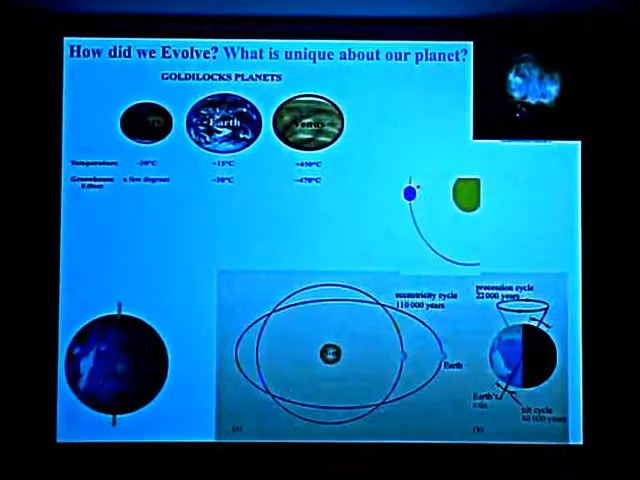 How did we Evolve? What is unique about our planet?
GOLDILOCKS PLANETS
Earth
Venus
Temperature -30°C +15°C +450°C
Greenhouse Effect a few degrees ~30°C ~470°C
eccentricity cycle
110 000 years
precession cycle
22 000 years
Earth
Earth's
axis
tilt cycle
40 000 years
(a)
(b)